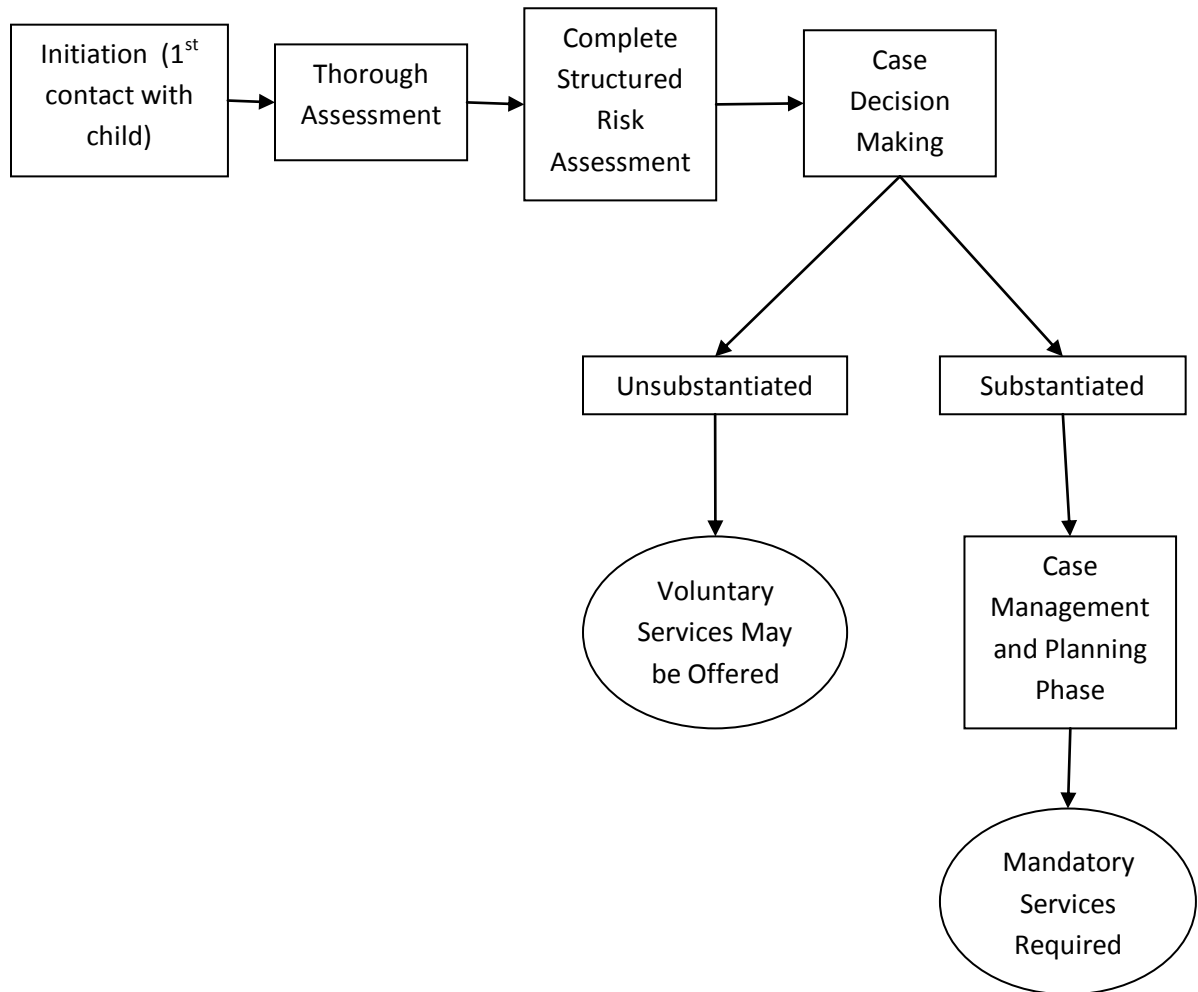 Initiation (1st
contact with
child)
Thorough
Assessment
Complete
Structured
Risk
Assessment
Case
Decision
Making
Unsubstantiated
Substantiated
Voluntary
Services May
be Offered
Case
Management
and Planning
Phase
Mandatory
Services
Required